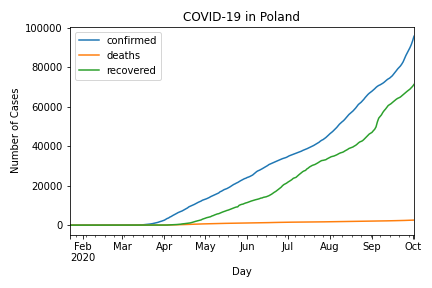 COVID-19 in Poland
confirmed
deaths
recovered
Number of Cases
100000
80000
60000
40000
20000
0
Feb Mar Apr May Jun Jul Aug Sep Oct
2020
Day